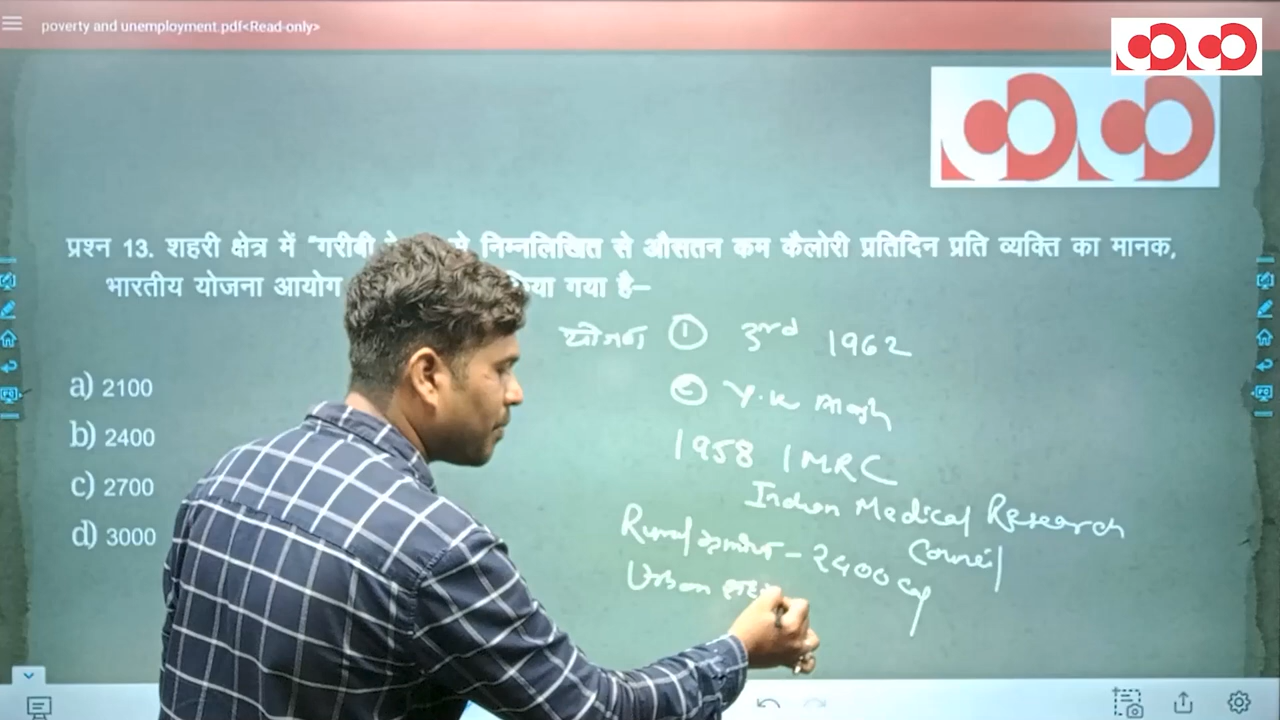 poverty and unemployment.pdf<Read-only>
प्रश्न 13. शहरी क्षेत्र में "गरीबी निम्नलिखित से औसतन कम कैलोरी प्रतिदिन प्रति व्यक्ति का मानक,
भारतीय योजना आयोग गया है–
योजना ① 3rd 1962
a) 2100
② Y.K
b) 2400
1958 IMRC
c) 2700
Indian Medical Research
Council
d) 3000
Rural ग्रामीण – 2400 Cal
Urban